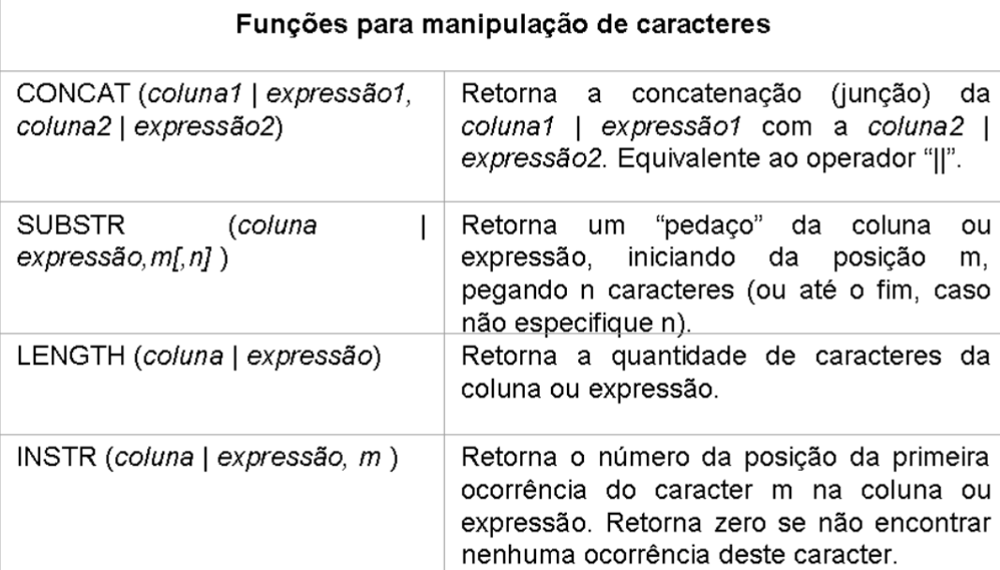 Funções para manipulação de caracteres
CONCAT (coluna1 | expressão1,
coluna2 | expressão2)
Retorna a concatenação (junção) da
coluna1 | expressão1 com a coluna2 |
expressão2. Equivalente ao operador “||”.
SUBSTR (coluna |
expressão,m[,n] )
Retorna um “pedaço” da coluna ou
expressão, iniciando da posição m,
pegando n caracteres (ou até o fim, caso
não especifique n).
LENGTH (coluna | expressão)
Retorna a quantidade de caracteres da
coluna ou expressão.
INSTR (coluna | expressão, m )
Retorna o número da posição da primeira
ocorrência do caracter m na coluna ou
expressão. Retorna zero se não encontrar
nenhuma ocorrência deste caracter.